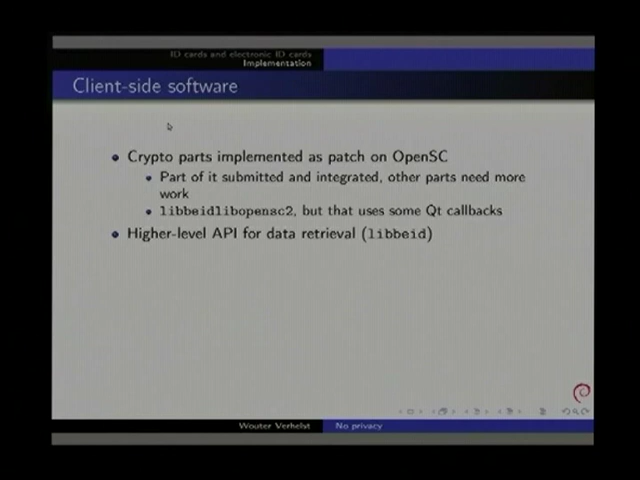 ID cards and electronic ID cards
Implementation
Client-side software
Crypto parts implemented as patch on OpenSC
Part of it submitted and integrated, other parts need more
work
libbeidlibopensc2, but that uses some Qt callbacks
Higher-level API for data retrieval (libbeid)
Wouter Verhelst
No privacy